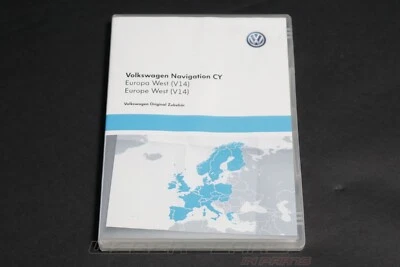 Volkswagen Navigation CY
Europa West (V14)
Europe West (V14)
Volkswagen Original Zubehör